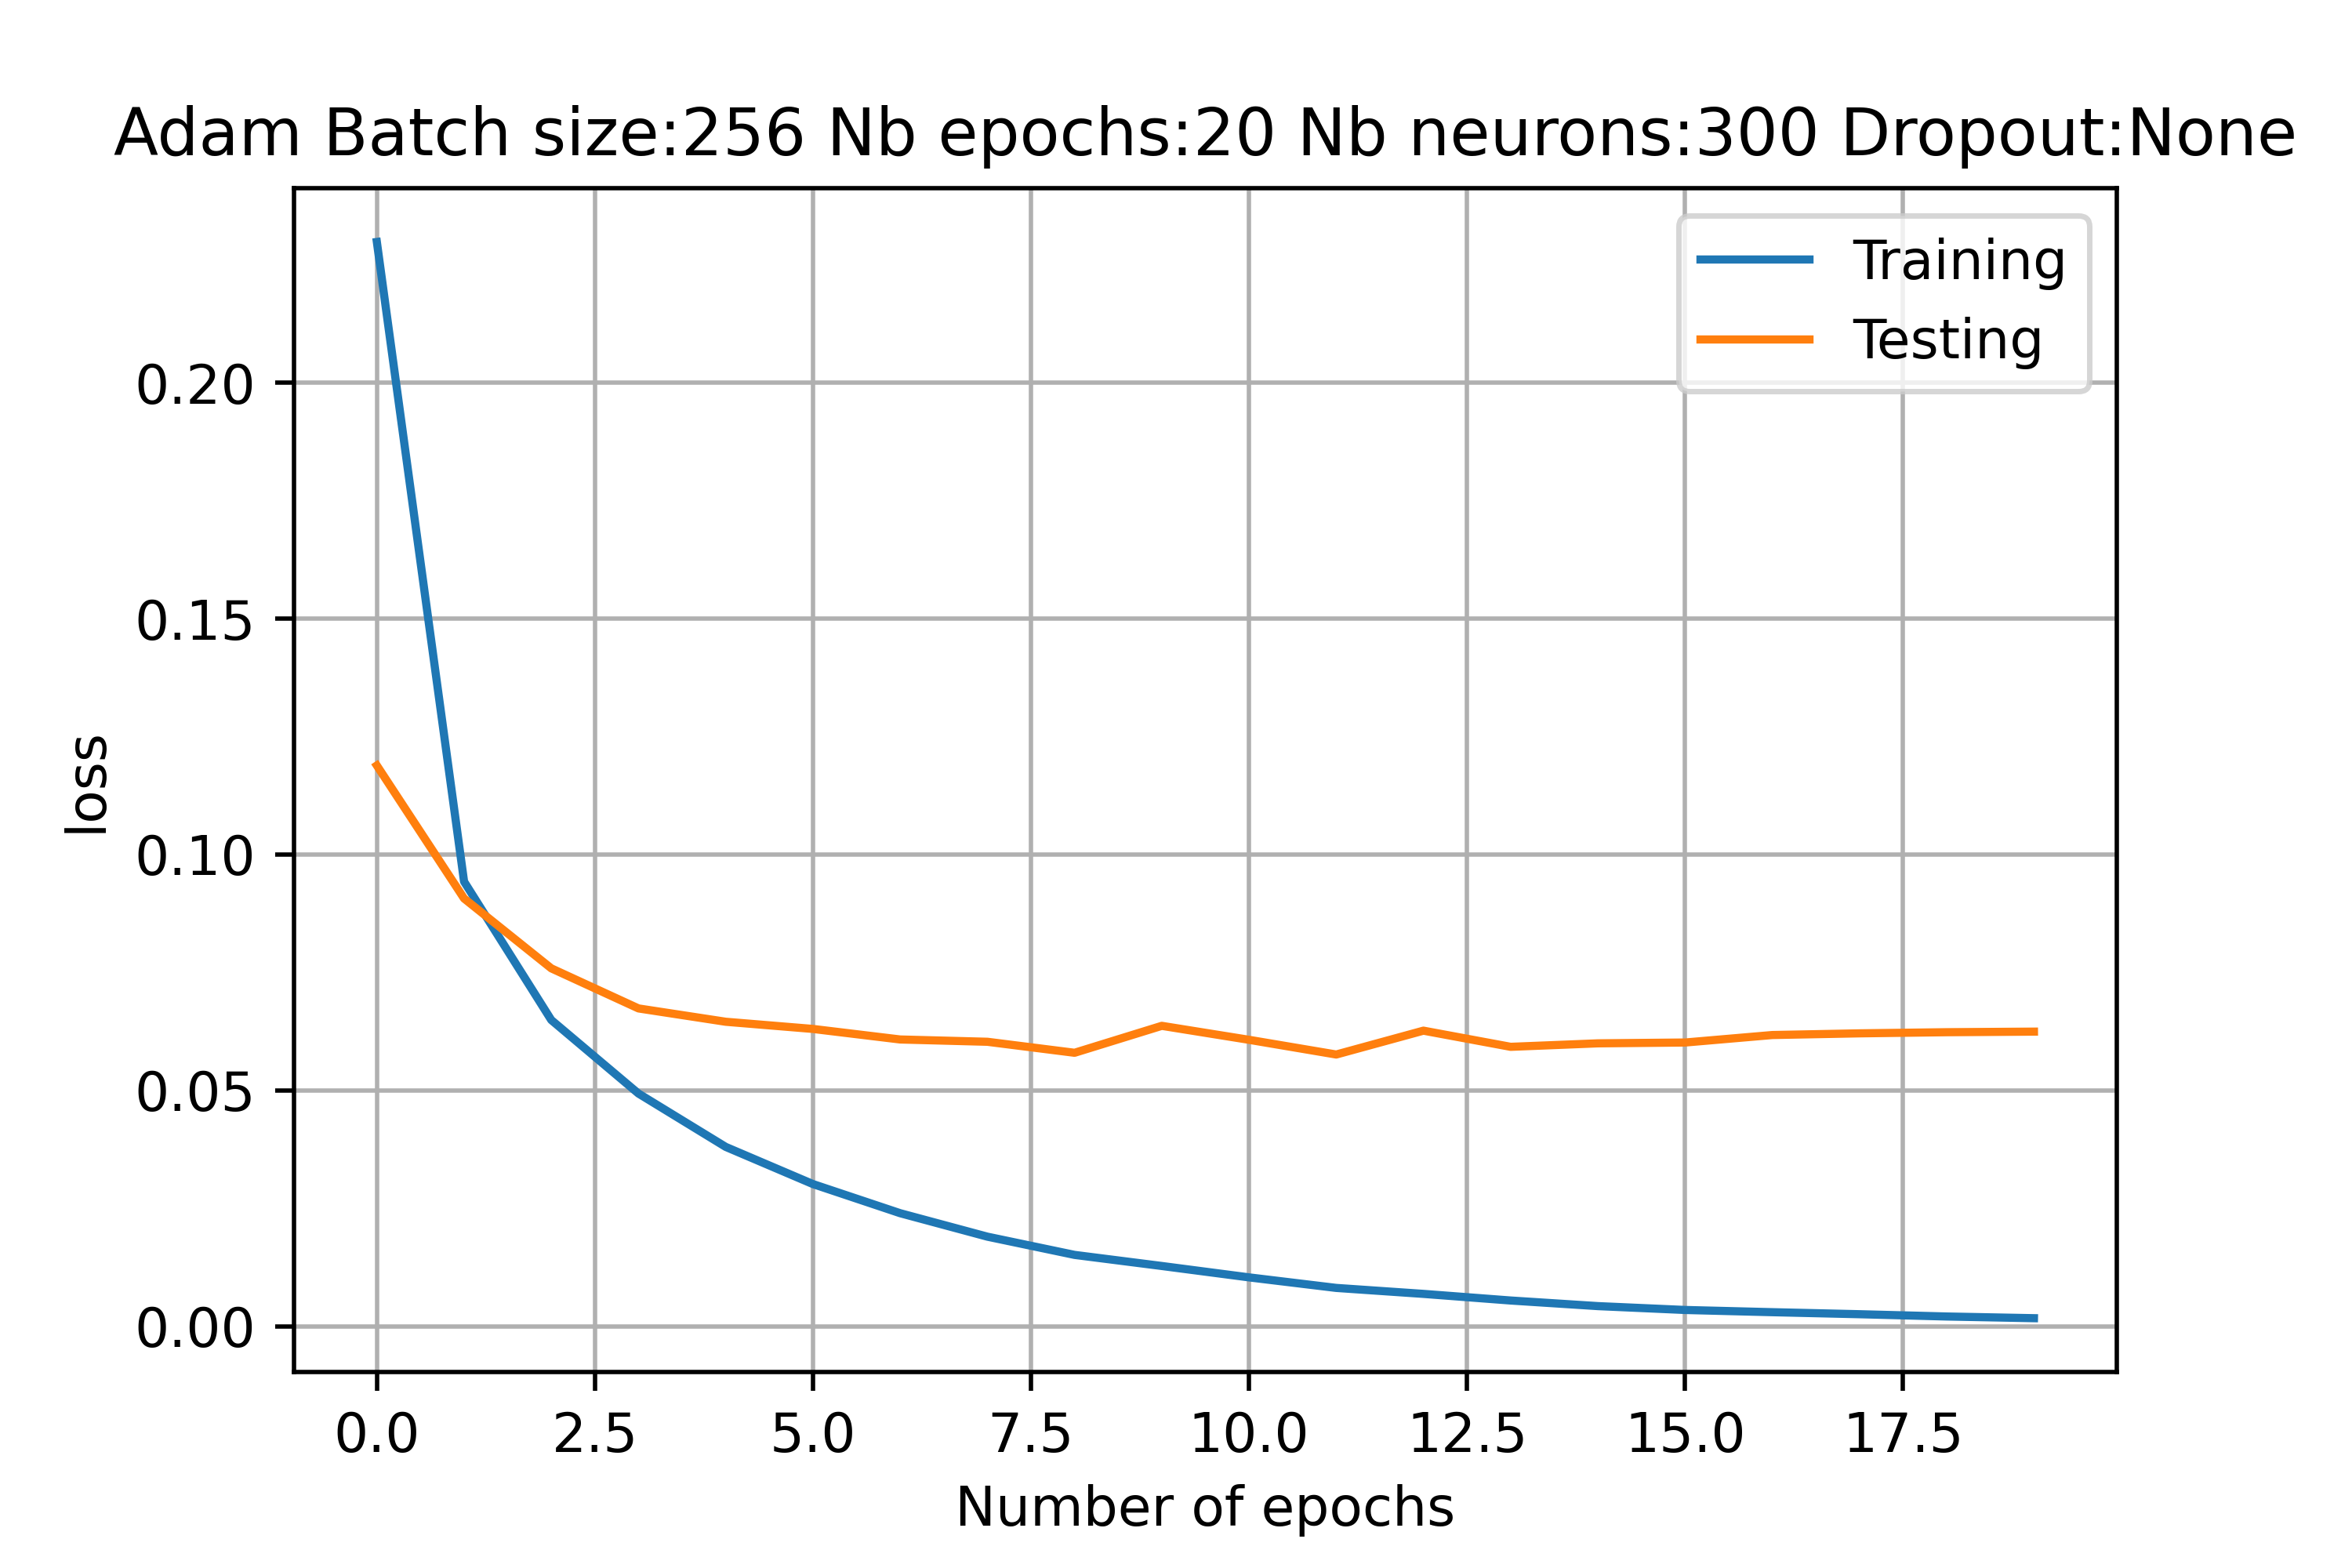 Adam Batch size:256 Nb epochs:20 Nb neurons:300 Dropout:None
Training
Testing
0.20
0.15
0.10
0.05
0.00
loss
0.0 2.5 5.0 7.5 10.0 12.5 15.0 17.5
Number of epochs